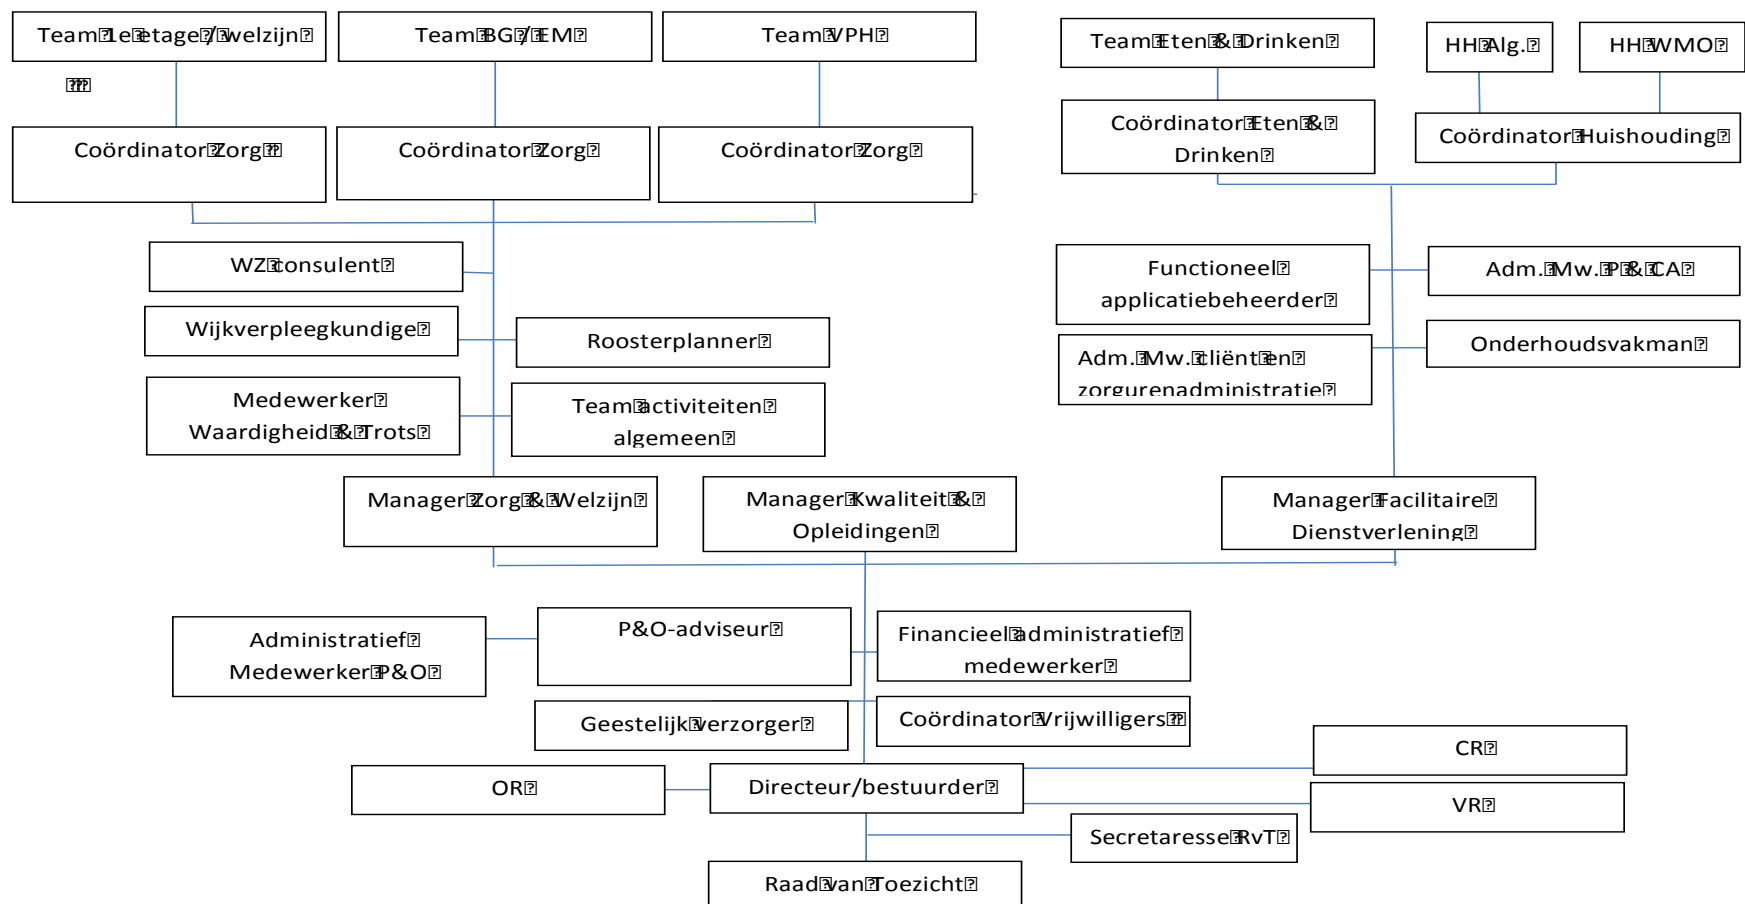 Team 1e etage / welzijn
Team BG / EM
Team VPH
Team Eten & Drinken
HH Alg.
HH WMO
Coördinator Zorg
Coördinator Zorg
Coördinator Zorg
Coördinator Eten &
Drinken
Coördinator Huishouding
WZ consulent
Functioneel
applicatiebeheerder
Adm. Mw. P & CA
Wijkverpleegkundige
Roosterplanner
Adm. Mw. cliënt en
zorgurenadministratie
Onderhoudsvakman
Medewerker
Waardigheid & Trots
Team activiteiten
algemeen
Manager Zorg & Welzijn
Manager Kwaliteit &
Opleidingen
Manager Facilitaire
Dienstverlening
Administratief
Medewerker P&O
P&O-adviseur
Financieel administratief
medewerker
Geestelijk verzorger
Coördinator Vrijwilligers
CR
OR
Directeur/bestuurder
VR
Secretaresse RvT
Raad van Toezicht